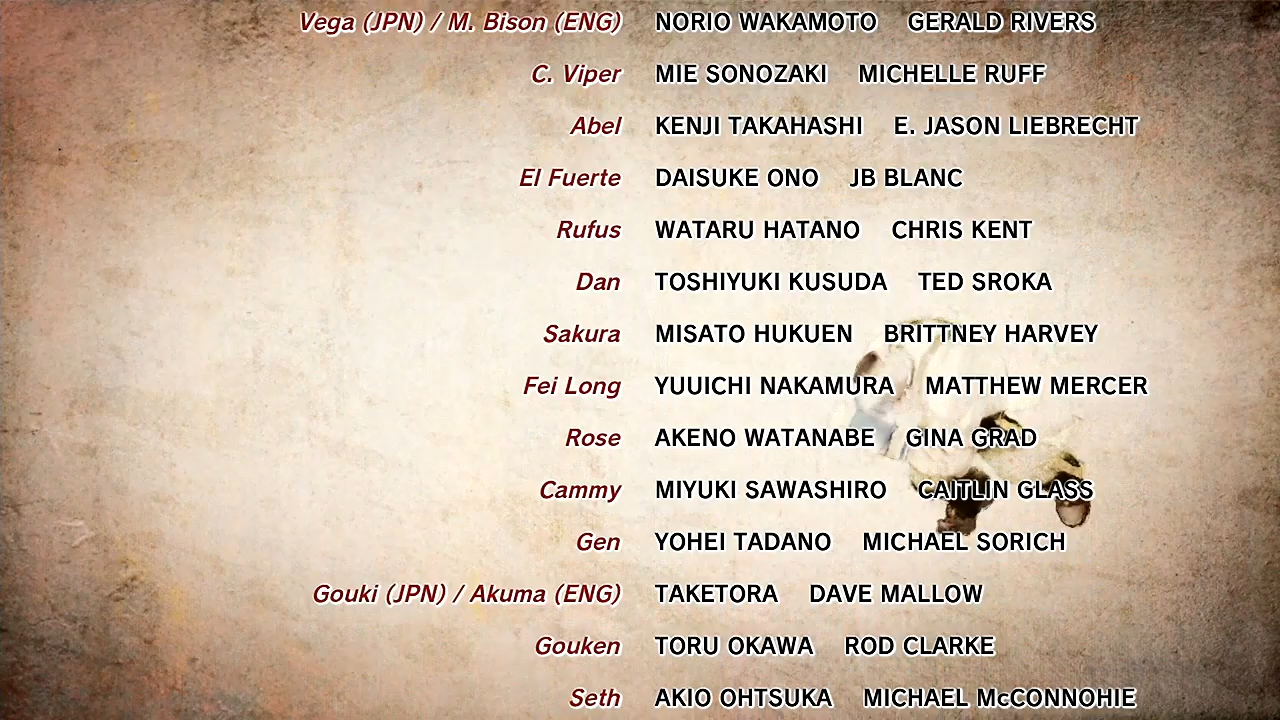 Vega (JPN) / M. Bison (ENG) NORIO WAKAMOTO GERALD RIVERS
C. Viper MIE SONOZAKI MICHELLE RUFF
Abel KENJI TAKAHASHI E. JASON LIEBRECHT
El Fuerte DAISUKE ONO JB BLANC
Rufus WATARU HATANO CHRIS KENT
Dan TOSHIYUKI KUSUDA TED SROKA
Sakura MISATO HUKUEN BRITTNEY HARVEY
Fei Long YUUICHI NAKAMURA MATTHEW MERCER
Rose AKENO WATANABE GINA GRAD
Cammy MIYUKI SAWASHIRO CAITLIN GLASS
Gen YOHEI TADANO MICHAEL SORICH
Gouki (JPN) / Akuma (ENG) TAKETORA DAVE MALLOW
Gouken TORU OKAWA ROD CLARKE
Seth AKIO OHTSUKA MICHAEL McCONNOHIE